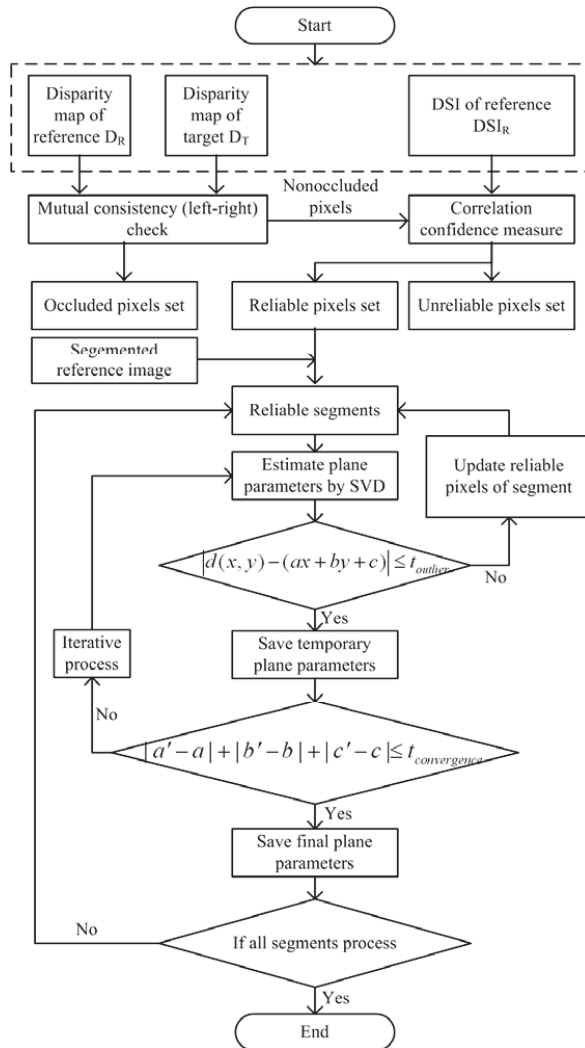 Start
Disparity
map of
reference D_R
Disparity
map of
target D_T
DSI of reference
DSI_R
Nonoccluded
pixels
Mutual consistency (left-right)
check
Correlation
confidence measure
Occluded pixels set
Reliable pixels set
Unreliable pixels set
Segemented
reference image
Reliable segments
Estimate plane
parameters by SVD
Update reliable
pixels of segment
|d(x, y) − (ax + by + c)| ≤ t_outlier
No
Yes
Iterative
process
Save temporary
plane parameters
No
|a′ − a| + |b′ − b| + |c′ − c| ≤ t_convergence
Yes
Save final plane
parameters
No
If all segments process
Yes
End